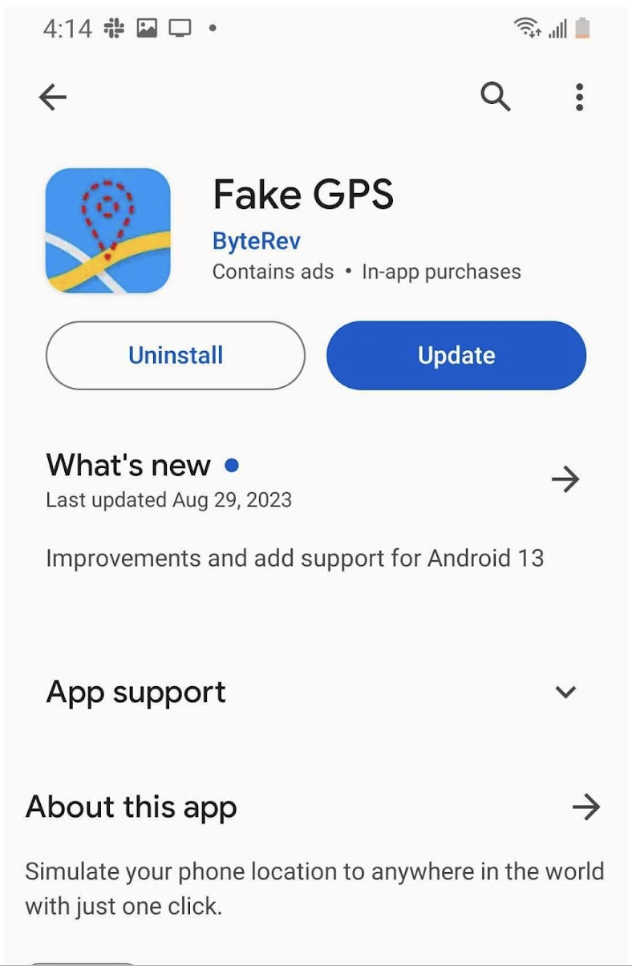 4:14
Fake GPS
ByteRev
Contains ads • In-app purchases
Uninstall
Update
What's new
Last updated Aug 29, 2023
Improvements and add support for Android 13
App support
About this app
Simulate your phone location to anywhere in the world
with just one click.